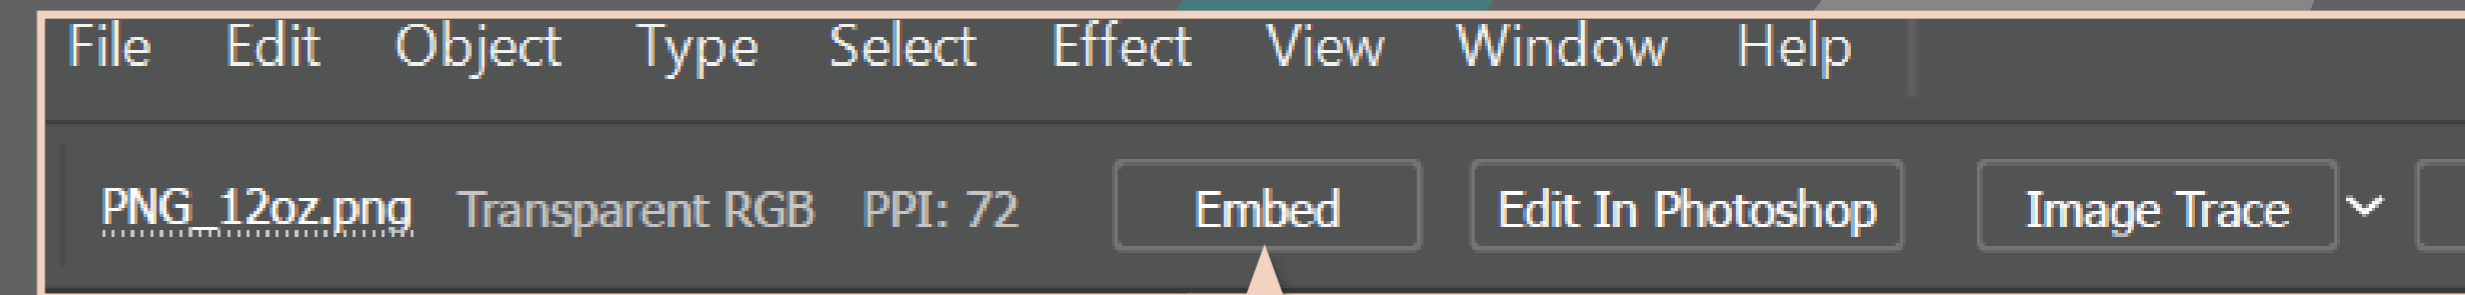 File Edit Object Type Select Effect View Window Help
PNG_12oz.png Transparent RGB PPI: 72 Embed Edit In Photoshop Image Trace